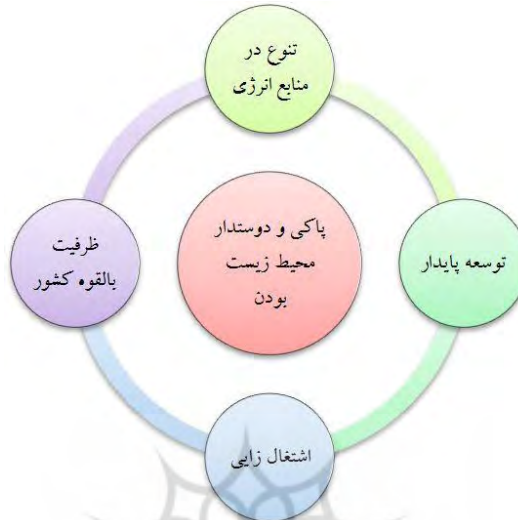 تنوع در
منابع انرژی
پاکی و دوستدار
محیط زیست
بودن
توسعه پایدار
ظرفیت
بالقوه کشور
اشتغال زایی